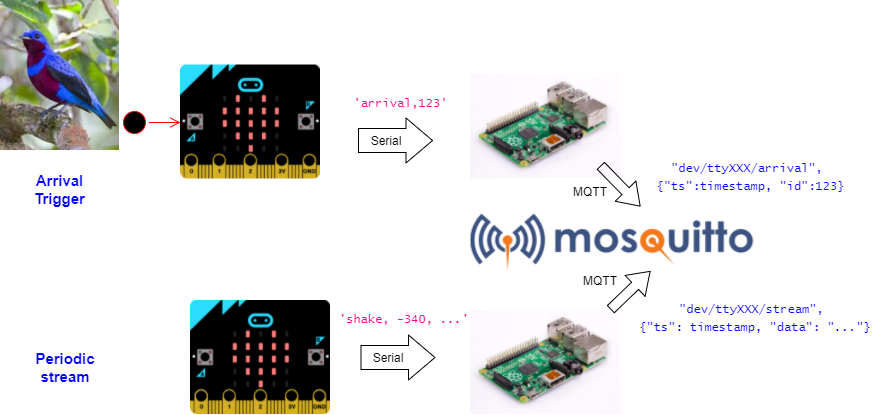 'arrival,123'
Serial
0 1 2 3V GND
Arrival
Trigger
"dev/ttyXXX/arrival",
{"ts":timestamp, "id":123}
MQTT
mosquitto
MQTT
"dev/ttyXXX/stream",
{"ts": timestamp, "data": "..."}
'shake, -340, ...'
Serial
Periodic
stream
0 1 2 3V GND